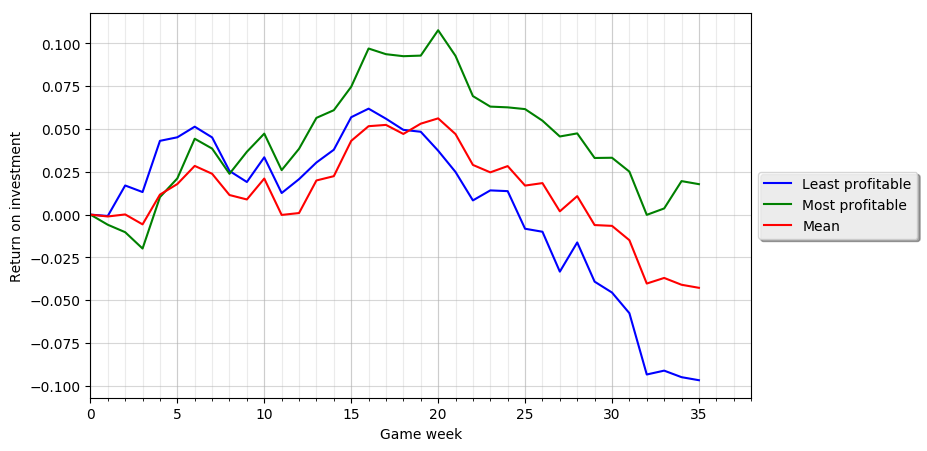 0.100
0.075
0.050
0.025
0.000
−0.025
−0.050
−0.075
−0.100
Return on investment
0 5 10 15 20 25 30 35
Game week
Least profitable
Most profitable
Mean